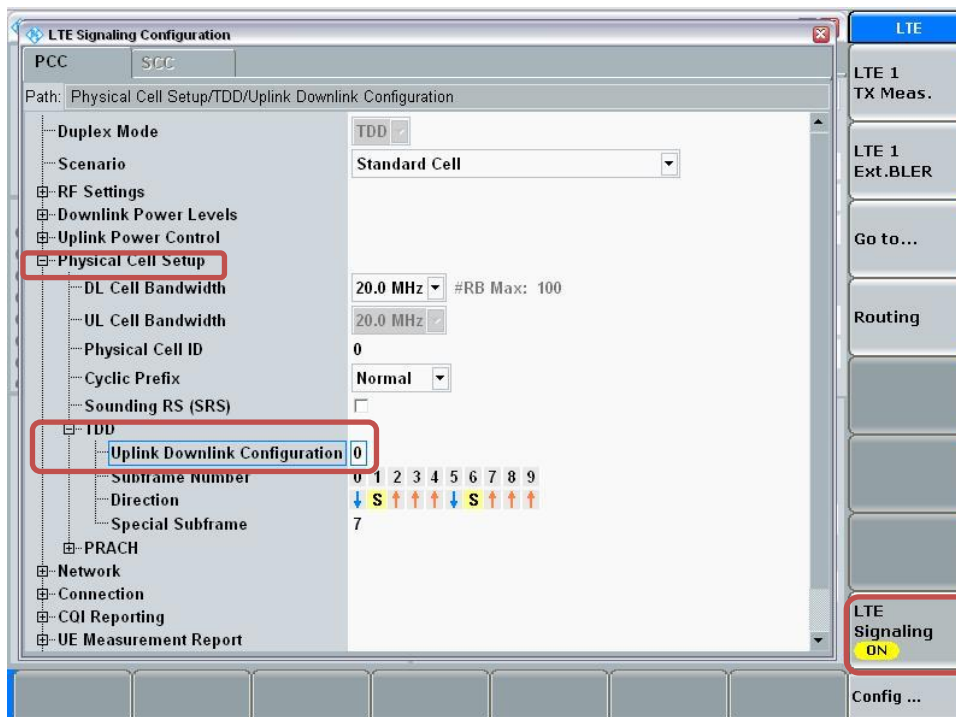 LTE Signaling Configuration
PCC SCC
Path: Physical Cell Setup/TDD/Uplink Downlink Configuration
Duplex Mode TDD
Scenario Standard Cell
RF Settings
Downlink Power Levels
Uplink Power Control
Physical Cell Setup
DL Cell Bandwidth 20.0 MHz #RB Max: 100
UL Cell Bandwidth 20.0 MHz
Physical Cell ID 0
Cyclic Prefix Normal
Sounding RS (SRS)
TDD
Uplink Downlink Configuration 0
Subframe Number 0 1 2 3 4 5 6 7 8 9
Direction ↓ S ↑ ↑ ↑ ↓ S ↑ ↑ ↑
Special Subframe 7
PRACH
Network
Connection
CQI Reporting
UE Measurement Report
LTE
LTE 1
TX Meas.
LTE 1
Ext.BLER
Go to...
Routing
LTE
Signaling
ON
Config ...